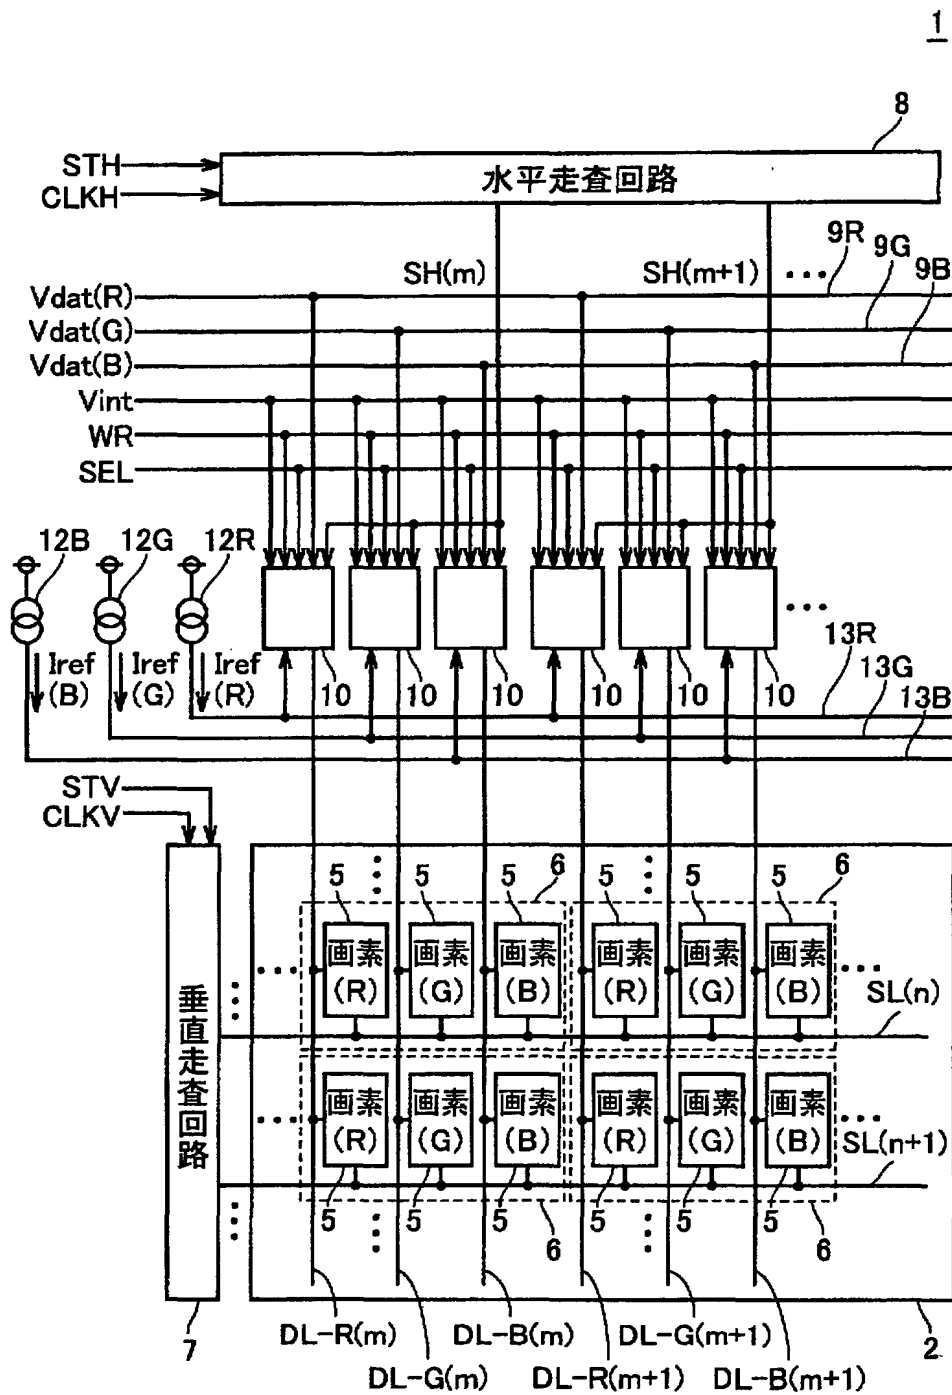 1
8
STH
CLKH
水平走査回路
SH(m)
SH(m+1)
9R
9G
9B
Vdat(R)
Vdat(G)
Vdat(B)
Vint
WR
SEL
12B
12G
12R
Iref (B)
Iref (G)
Iref (R)
10
10
10
10
10
10
13R
13G
13B
STV
CLKV
5
5
5
6
5
5
5
6
画素 (R)
画素 (G)
画素 (B)
画素 (R)
画素 (G)
画素 (B)
SL(n)
垂直走査回路
画素 (R)
画素 (G)
画素 (B)
画素 (R)
画素 (G)
画素 (B)
SL(n+1)
5
5
5
6
5
5
5
6
7
DL-R(m)
DL-G(m)
DL-B(m)
DL-R(m+1)
DL-G(m+1)
DL-B(m+1)
2